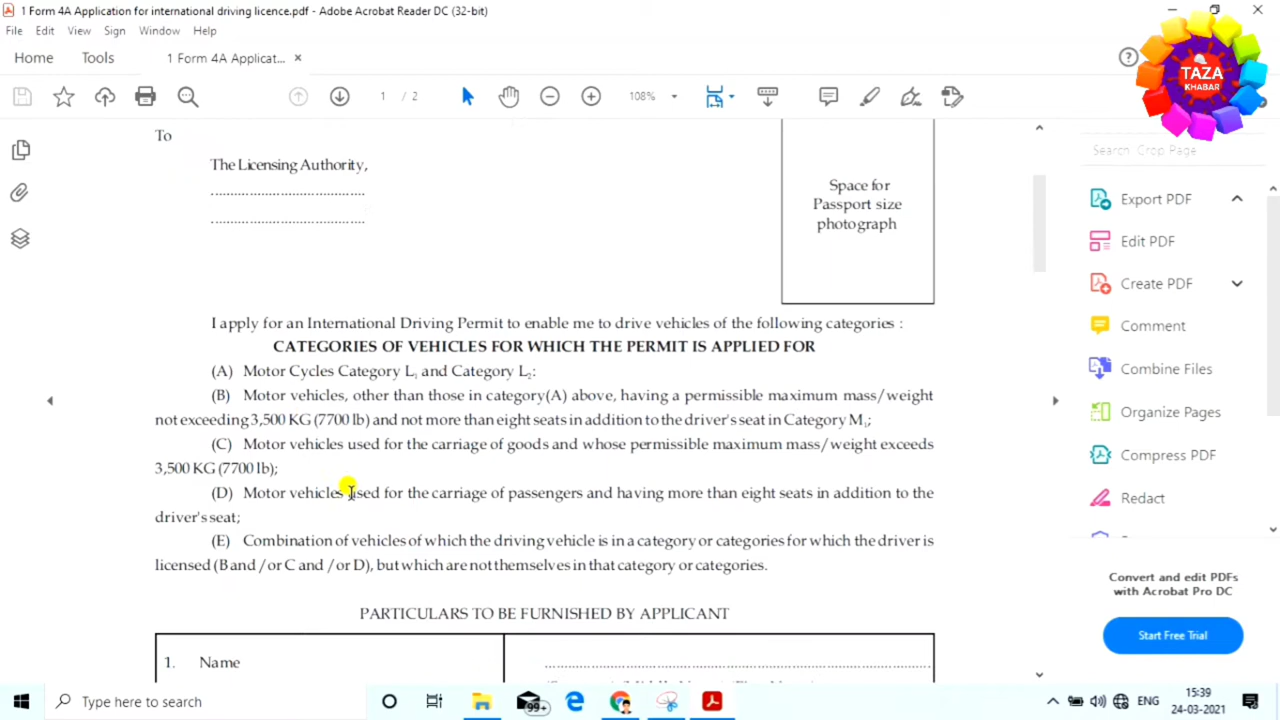 1 Form 4A Application for international driving licence.pdf - Adobe Acrobat Reader DC (32-bit)
File Edit View Sign Window Help
Home Tools 1 Form 4A Applicat... ×
1 / 2 108%
TAZA
KHABAR
To
The Licensing Authority,
......................................................
......................................................
Space for
Passport size
photograph
I apply for an International Driving Permit to enable me to drive vehicles of the following categories :
CATEGORIES OF VEHICLES FOR WHICH THE PERMIT IS APPLIED FOR
(A) Motor Cycles Category L₁ and Category L₂:
(B) Motor vehicles, other than those in category(A) above, having a permissible maximum mass/weight
not exceeding 3,500 KG (7700 lb) and not more than eight seats in addition to the driver's seat in Category M₁;
(C) Motor vehicles used for the carriage of goods and whose permissible maximum mass/weight exceeds
3,500 KG (7700 lb);
(D) Motor vehicles used for the carriage of passengers and having more than eight seats in addition to the
driver's seat;
(E) Combination of vehicles of which the driving vehicle is in a category or categories for which the driver is
licensed (B and /or C and /or D), but which are not themselves in that category or categories.
PARTICULARS TO BE FURNISHED BY APPLICANT
1. Name
Search Crop Page
Export PDF
Edit PDF
Create PDF
Comment
Combine Files
Organize Pages
Compress PDF
Redact
Convert and edit PDFs
with Acrobat Pro DC
Start Free Trial
Type here to search
99+
ENG
15:39
24-03-2021